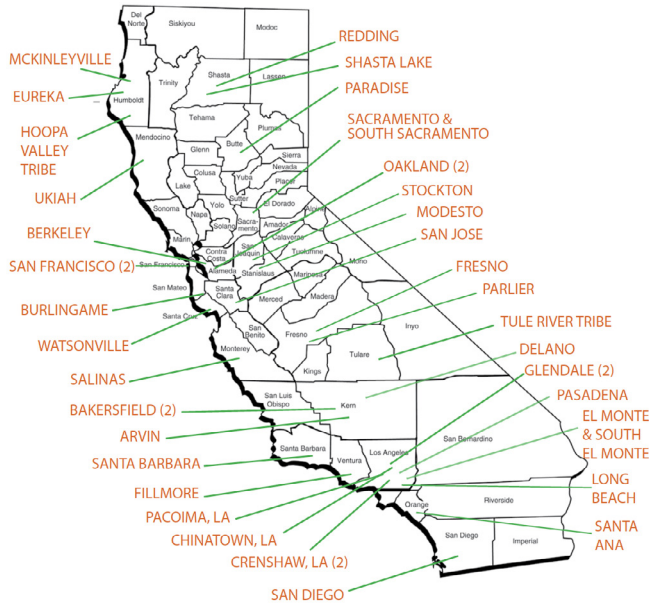 Del
Norte
Siskiyou
Modoc
REDDING
MCKINLEYVILLE
SHASTA LAKE
Trinity
Shasta
Lassen
PARADISE
EUREKA
Humboldt
SACRAMENTO &
SOUTH SACRAMENTO
HOOPA
VALLEY
TRIBE
Tehama
Plumas
Mendocino
Glenn
Butte
Sierra
OAKLAND (2)
Nevada
Colusa
Yuba
Placer
UKIAH
Lake
Sutter
STOCKTON
El Dorado
Yolo
Sonoma
Napa
Alpine
MODESTO
Solano
Sacra-
mento
Amador
BERKELEY
Marin
Calaveras
SAN JOSE
San
Joaquin
Contra
Costa
Tuolumne
Mono
SAN FRANCISCO (2)
San Francisco
Alameda
Stanislaus
Mariposa
FRESNO
San Mateo
Santa
Clara
Merced
Madera
PARLIER
BURLINGAME
Santa Cruz
Inyo
TULE RIVER TRIBE
WATSONVILLE
San
Benito
Fresno
Monterey
Tulare
DELANO
SALINAS
Kings
GLENDALE (2)
PASADENA
San Luis
Obispo
Kern
BAKERSFIELD (2)
EL MONTE
& SOUTH
EL MONTE
ARVIN
San Bernardino
Santa Barbara
Los Angeles
SANTA BARBARA
Ventura
LONG
BEACH
FILLMORE
Orange
Riverside
PACOIMA, LA
SANTA
ANA
CHINATOWN, LA
San Diego
Imperial
CRENSHAW, LA (2)
SAN DIEGO